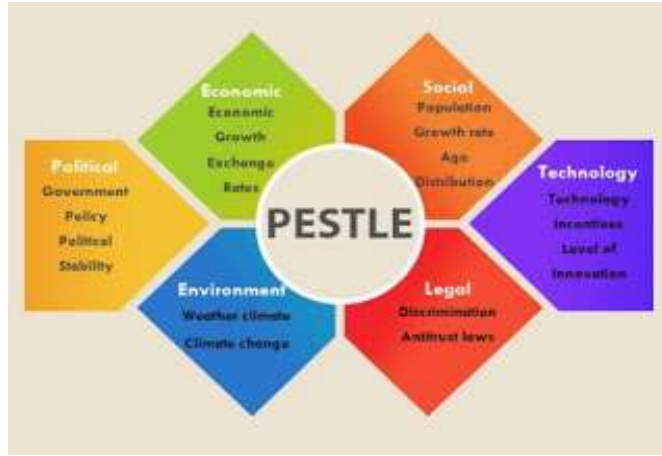 Economic
Economic
Growth
Exchange
Rates
Social
Population
Growth rate
Age
Distribution
Political
Government
Policy
Political
Stability
PESTLE
Technology
Technology
Incentives
Level of
Innovation
Environment
Weather climate
Climate change
Legal
Discrimination
Antitrust laws